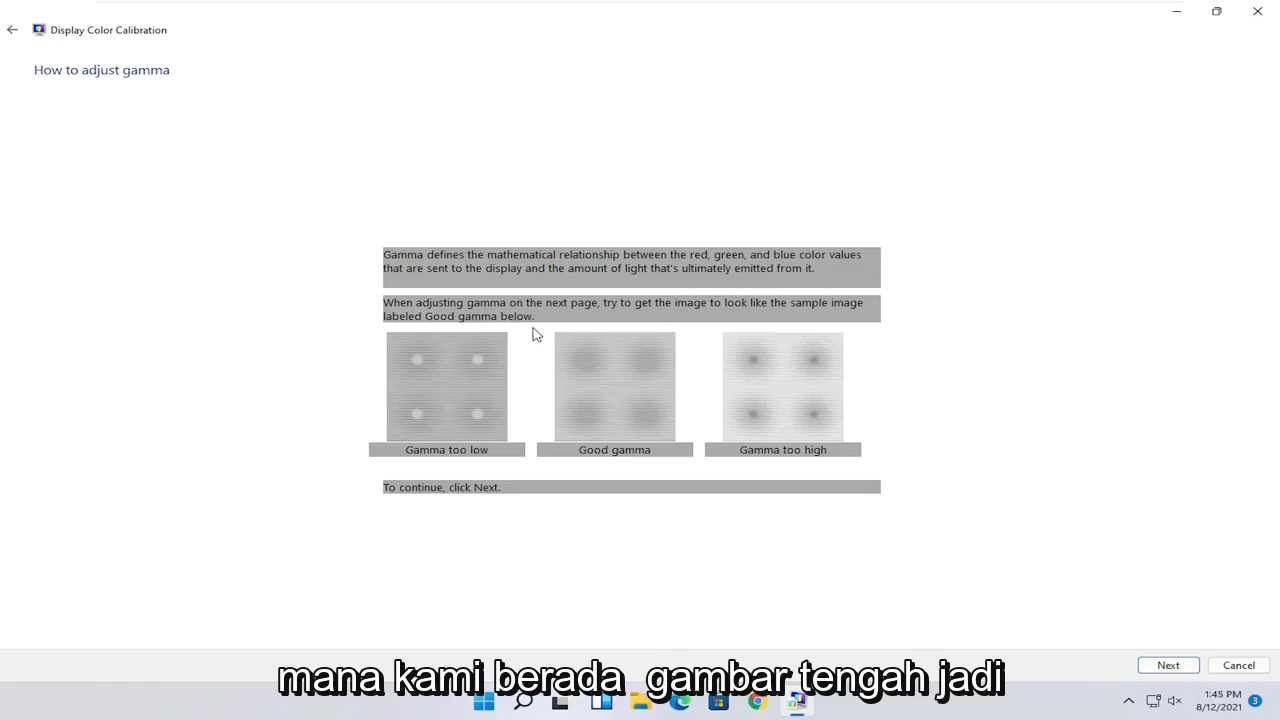 Display Color Calibration
How to adjust gamma
Gamma defines the mathematical relationship between the red, green, and blue color values
that are sent to the display and the amount of light that's ultimately emitted from it.
When adjusting gamma on the next page, try to get the image to look like the sample image
labeled Good gamma below.
Gamma too low
Good gamma
Gamma too high
To continue, click Next.
Next
Cancel
mana kami berada gambar tengah jadi
1:45 PM
8/12/2021
3